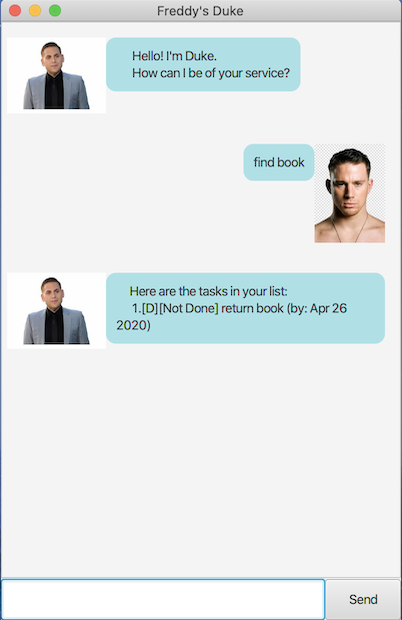 Freddy's Duke
Hello! I'm Duke.
How can I be of your service?
find book
Here are the tasks in your list:
1.[D][Not Done] return book (by: Apr 26
2020)
Send